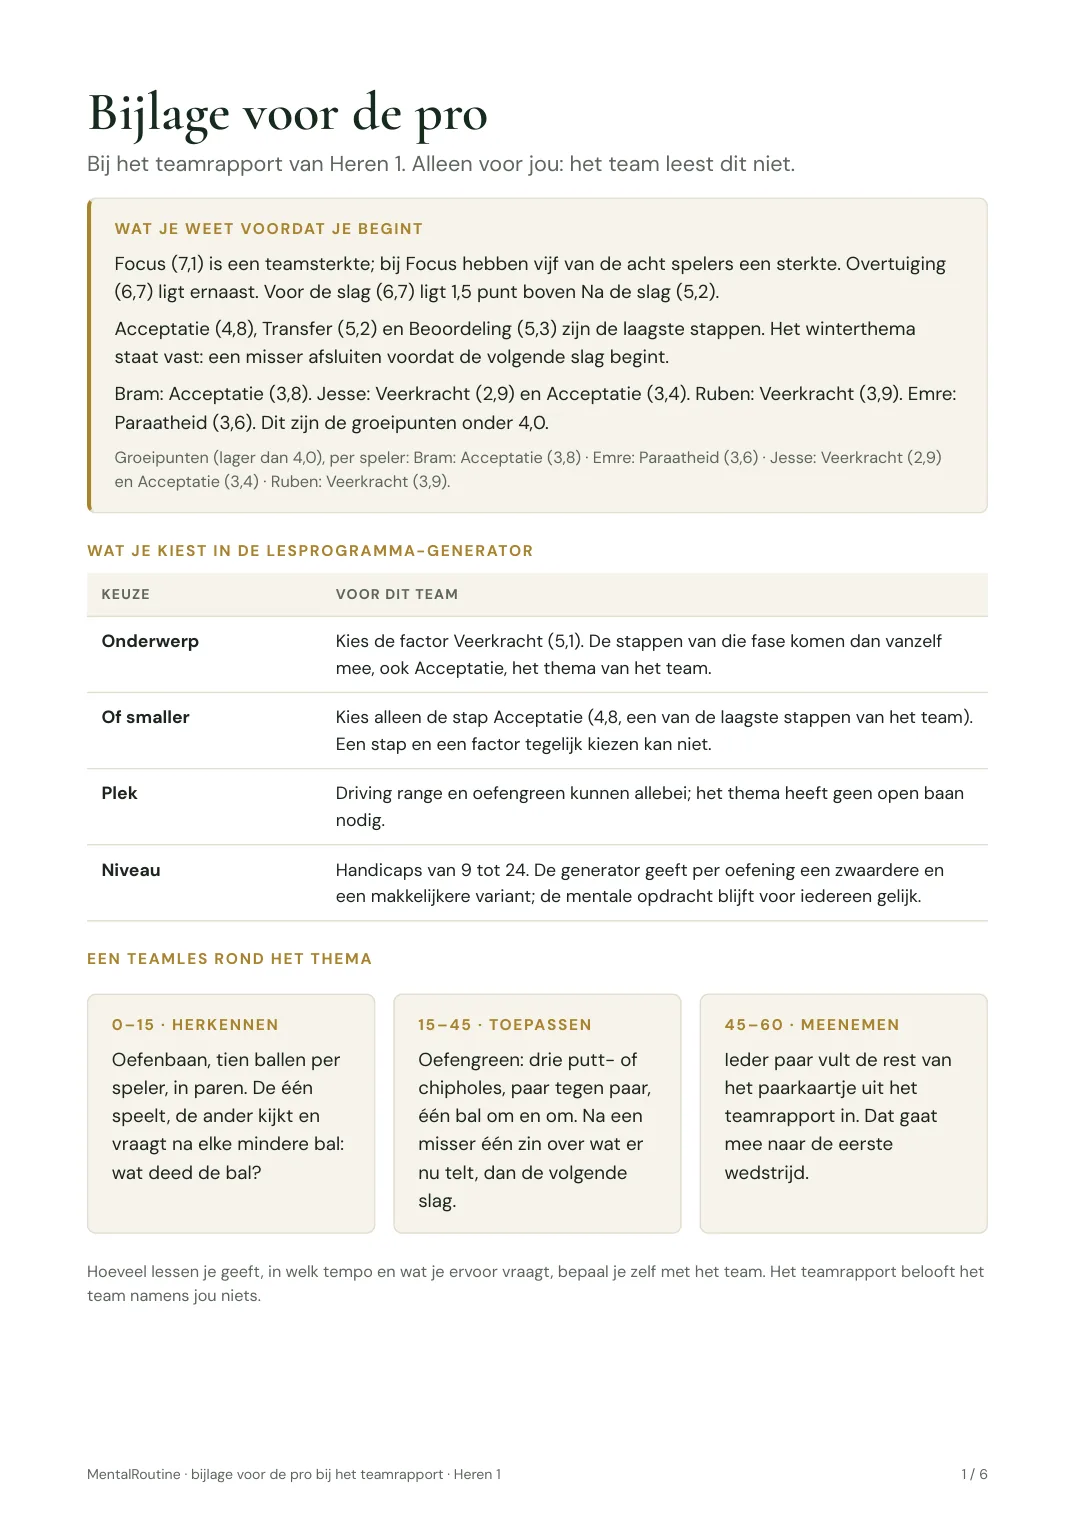 Bijlage voor de pro
Bij het teamrapport van Heren 1. Alleen voor jou: het team leest dit niet.
WAT JE WEET VOORDAT JE BEGINT
Focus (7,1) is een teamsterkte; bij Focus hebben vijf van de acht spelers een sterkte. Overtuiging
(6,7) ligt ernaast. Voor de slag (6,7) ligt 1,5 punt boven Na de slag (5,2).
Acceptatie (4,8), Transfer (5,2) en Beoordeling (5,3) zijn de laagste stappen. Het winterthema
staat vast: een misser afsluiten voordat de volgende slag begint.
Bram: Acceptatie (3,8). Jesse: Veerkracht (2,9) en Acceptatie (3,4). Ruben: Veerkracht (3,9). Emre:
Paraatheid (3,6). Dit zijn de groeipunten onder 4,0.
Groeipunten (lager dan 4,0), per speler: Bram: Acceptatie (3,8) · Emre: Paraatheid (3,6) · Jesse: Veerkracht (2,9)
en Acceptatie (3,4) · Ruben: Veerkracht (3,9).
WAT JE KIEST IN DE LESPROGRAMMA-GENERATOR
KEUZE VOOR DIT TEAM
Onderwerp Kies de factor Veerkracht (5,1). De stappen van die fase komen dan vanzelf
mee, ook Acceptatie, het thema van het team.
Of smaller Kies alleen de stap Acceptatie (4,8, een van de laagste stappen van het team).
Een stap en een factor tegelijk kiezen kan niet.
Plek Driving range en oefengreen kunnen allebei; het thema heeft geen open baan
nodig.
Niveau Handicaps van 9 tot 24. De generator geeft per oefening een zwaardere en
een makkelijkere variant; de mentale opdracht blijft voor iedereen gelijk.
EEN TEAMLES ROND HET THEMA
0–15 · HERKENNEN
Oefenbaan, tien ballen per
speler, in paren. De één
speelt, de ander kijkt en
vraagt na elke mindere bal:
wat deed de bal?
15–45 · TOEPASSEN
Oefengreen: drie putt- of
chipholes, paar tegen paar,
één bal om en om. Na een
misser één zin over wat er
nu telt, dan de volgende
slag.
45–60 · MEENEMEN
Ieder paar vult de rest van
het paarkaartje uit het
teamrapport in. Dat gaat
mee naar de eerste
wedstrijd.
Hoeveel lessen je geeft, in welk tempo en wat je ervoor vraagt, bepaal je zelf met het team. Het teamrapport belooft het
team namens jou niets.
MentalRoutine · bijlage voor de pro bij het teamrapport · Heren 1 1 / 6